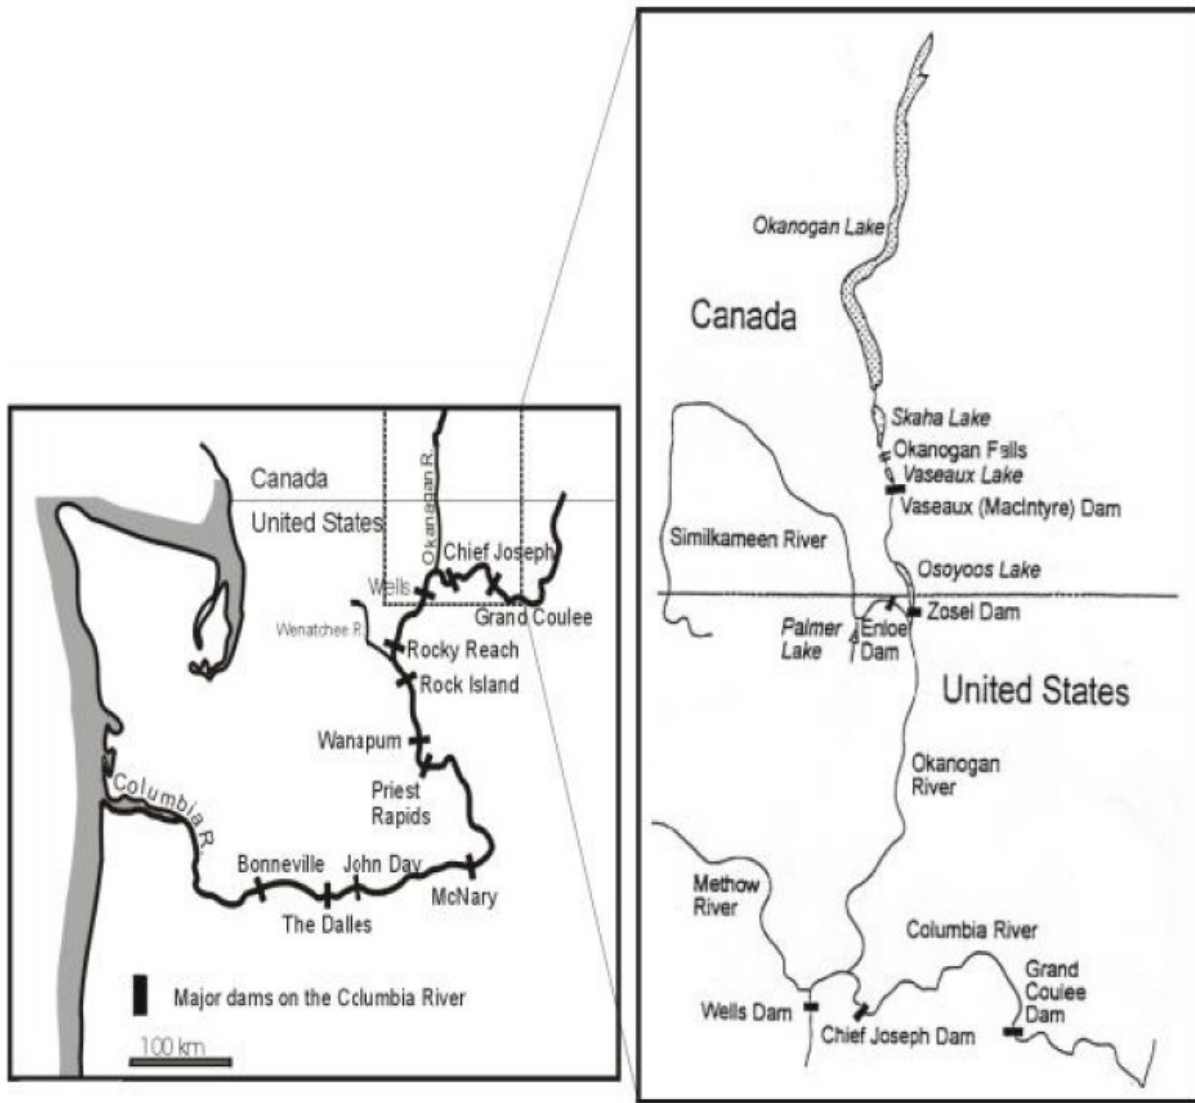 Canada
United States
Okanagan R.
Chief Joseph
Wells
Grand Coulee
Wenatchee R.
Rocky Reach
Rock Island
Wanapum
Priest
Rapids
Columbia R.
Bonneville
John Day
McNary
The Dalles
Major dams on the Columbia River
100 km
Okanogan Lake
Canada
Skaha Lake
Okanogan Falls
Vaseaux Lake
Vaseaux (MacIntyre) Dam
Similkameen River
Osoyoos Lake
Zosel Dam
Palmer
Lake
Enloe
Dam
United States
Okanogan
River
Methow
River
Columbia River
Grand
Coulee
Dam
Wells Dam
Chief Joseph Dam